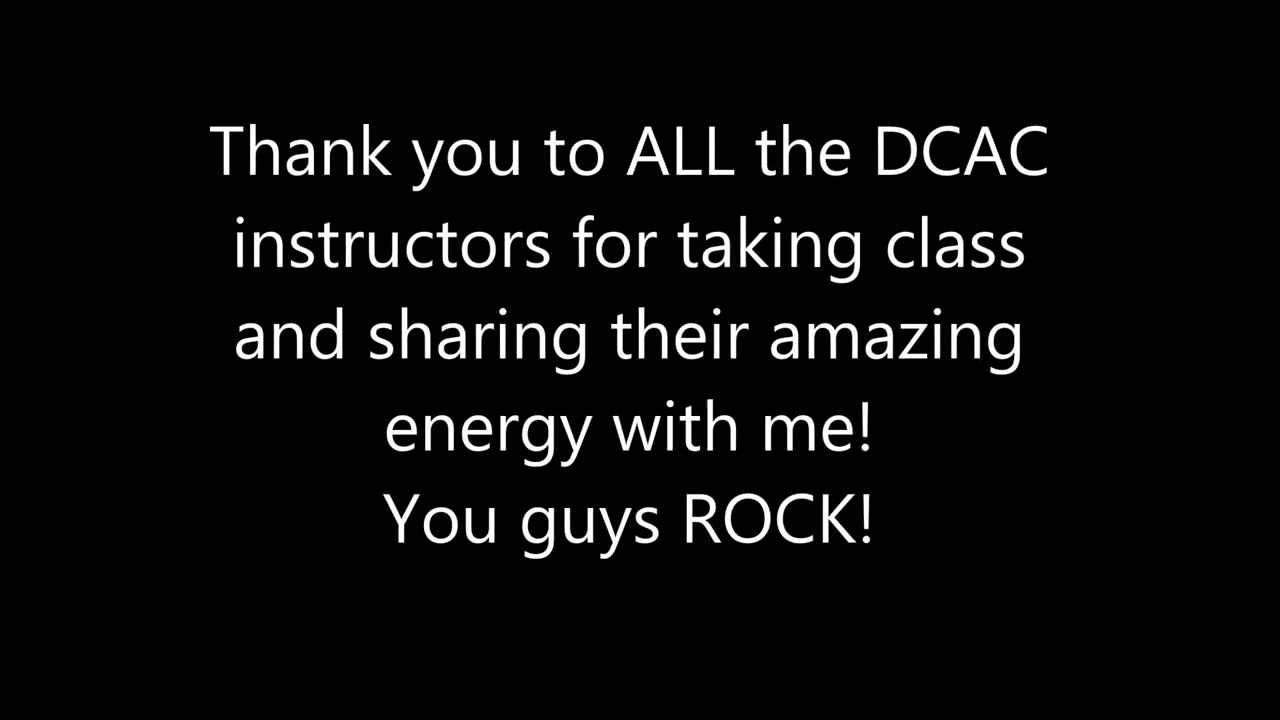 Thank you to ALL the DCAC
instructors for taking class
and sharing their amazing
energy with me!
You guys ROCK!